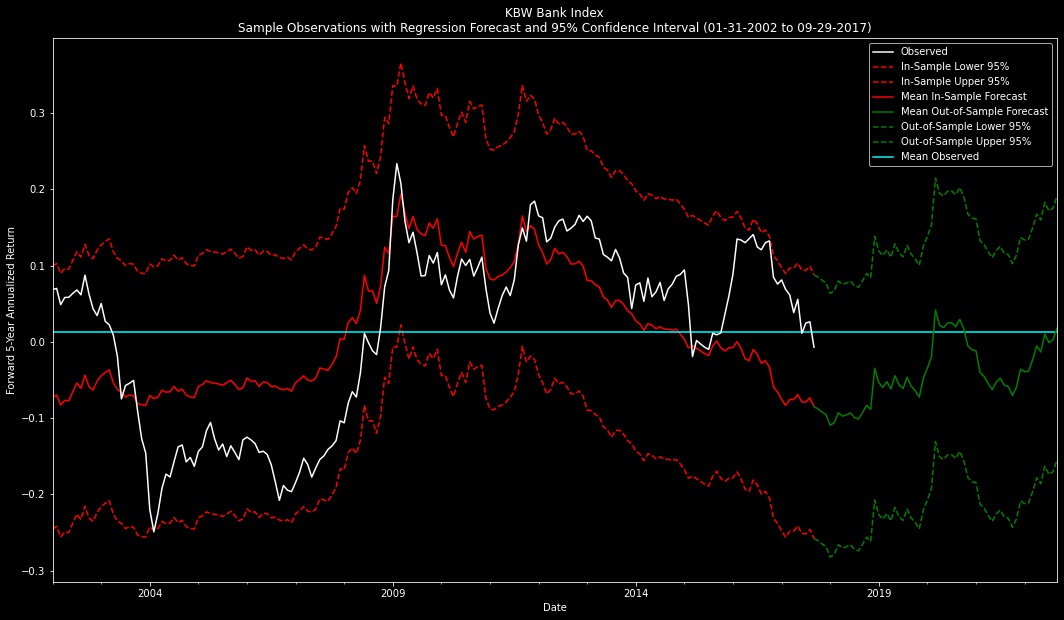 KBW Bank Index
Sample Observations with Regression Forecast and 95% Confidence Interval (01-31-2002 to 09-29-2017)
Observed
In-Sample Lower 95%
In-Sample Upper 95%
Mean In-Sample Forecast
Mean Out-of-Sample Forecast
Out-of-Sample Lower 95%
Out-of-Sample Upper 95%
Mean Observed
Forward 5-Year Annualized Return
0.3
0.2
0.1
0.0
−0.1
−0.2
−0.3
2004
2009
2014
2019
Date